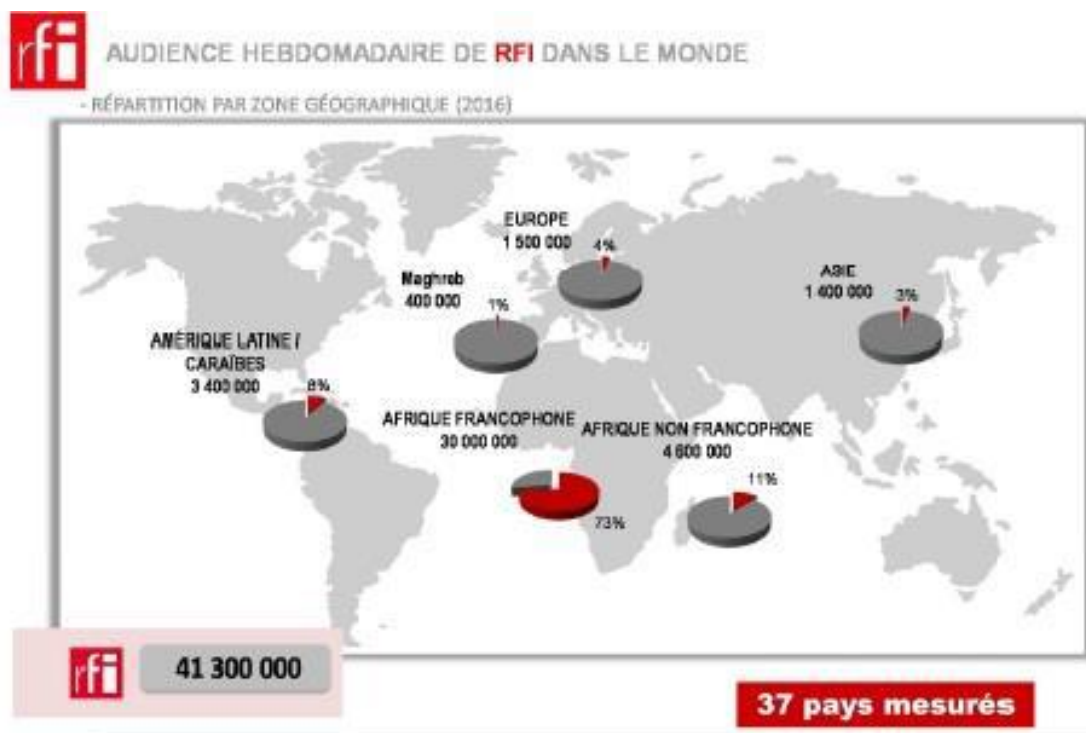 rfi
AUDIENCE HEBDOMADAIRE DE RFI DANS LE MONDE
- RÉPARTITION PAR ZONE GÉOGRAPHIQUE (2016)
EUROPE
1 500 000
4%
Maghreb
400 000
1%
ASIE
1 400 000
3%
AMÉRIQUE LATINE /
CARAÏBES
3 400 000
8%
AFRIQUE FRANCOPHONE
30 000 000
73%
AFRIQUE NON FRANCOPHONE
4 600 000
11%
rfi
41 300 000
37 pays mesurés